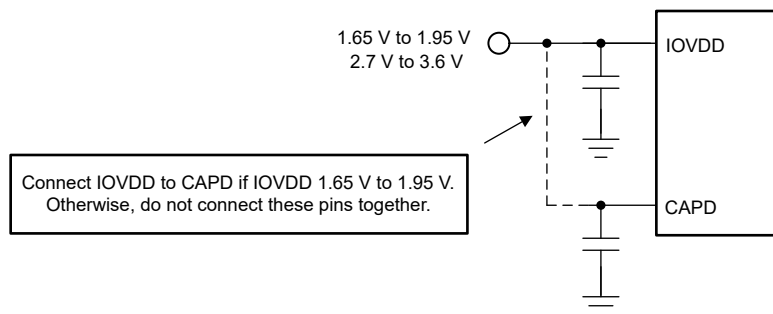 1.65 V to 1.95 V
2.7 V to 3.6 V
IOVDD
Connect IOVDD to CAPD if IOVDD 1.65 V to 1.95 V.
Otherwise, do not connect these pins together.
CAPD